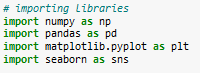 # importing Libraries
import numpy as np
import pandas as pd
import matplotlib.pyplot as plt
import seaborn as sns